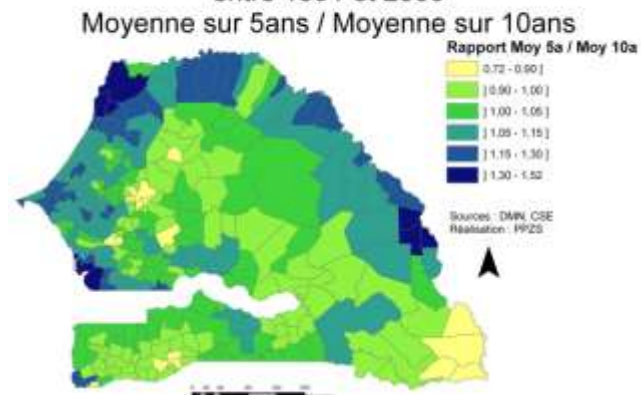 Moyenne sur 5ans / Moyenne sur 10ans
Rapport Moy 5a / Moy 10a
0.72 - 0.90 ]
] 0.90 - 1.00 ]
] 1.00 - 1.05 ]
] 1.05 - 1.15 ]
] 1.15 - 1.30 ]
] 1.30 - 1.52
Sources : DMN, CSE
Réalisation : PPZS